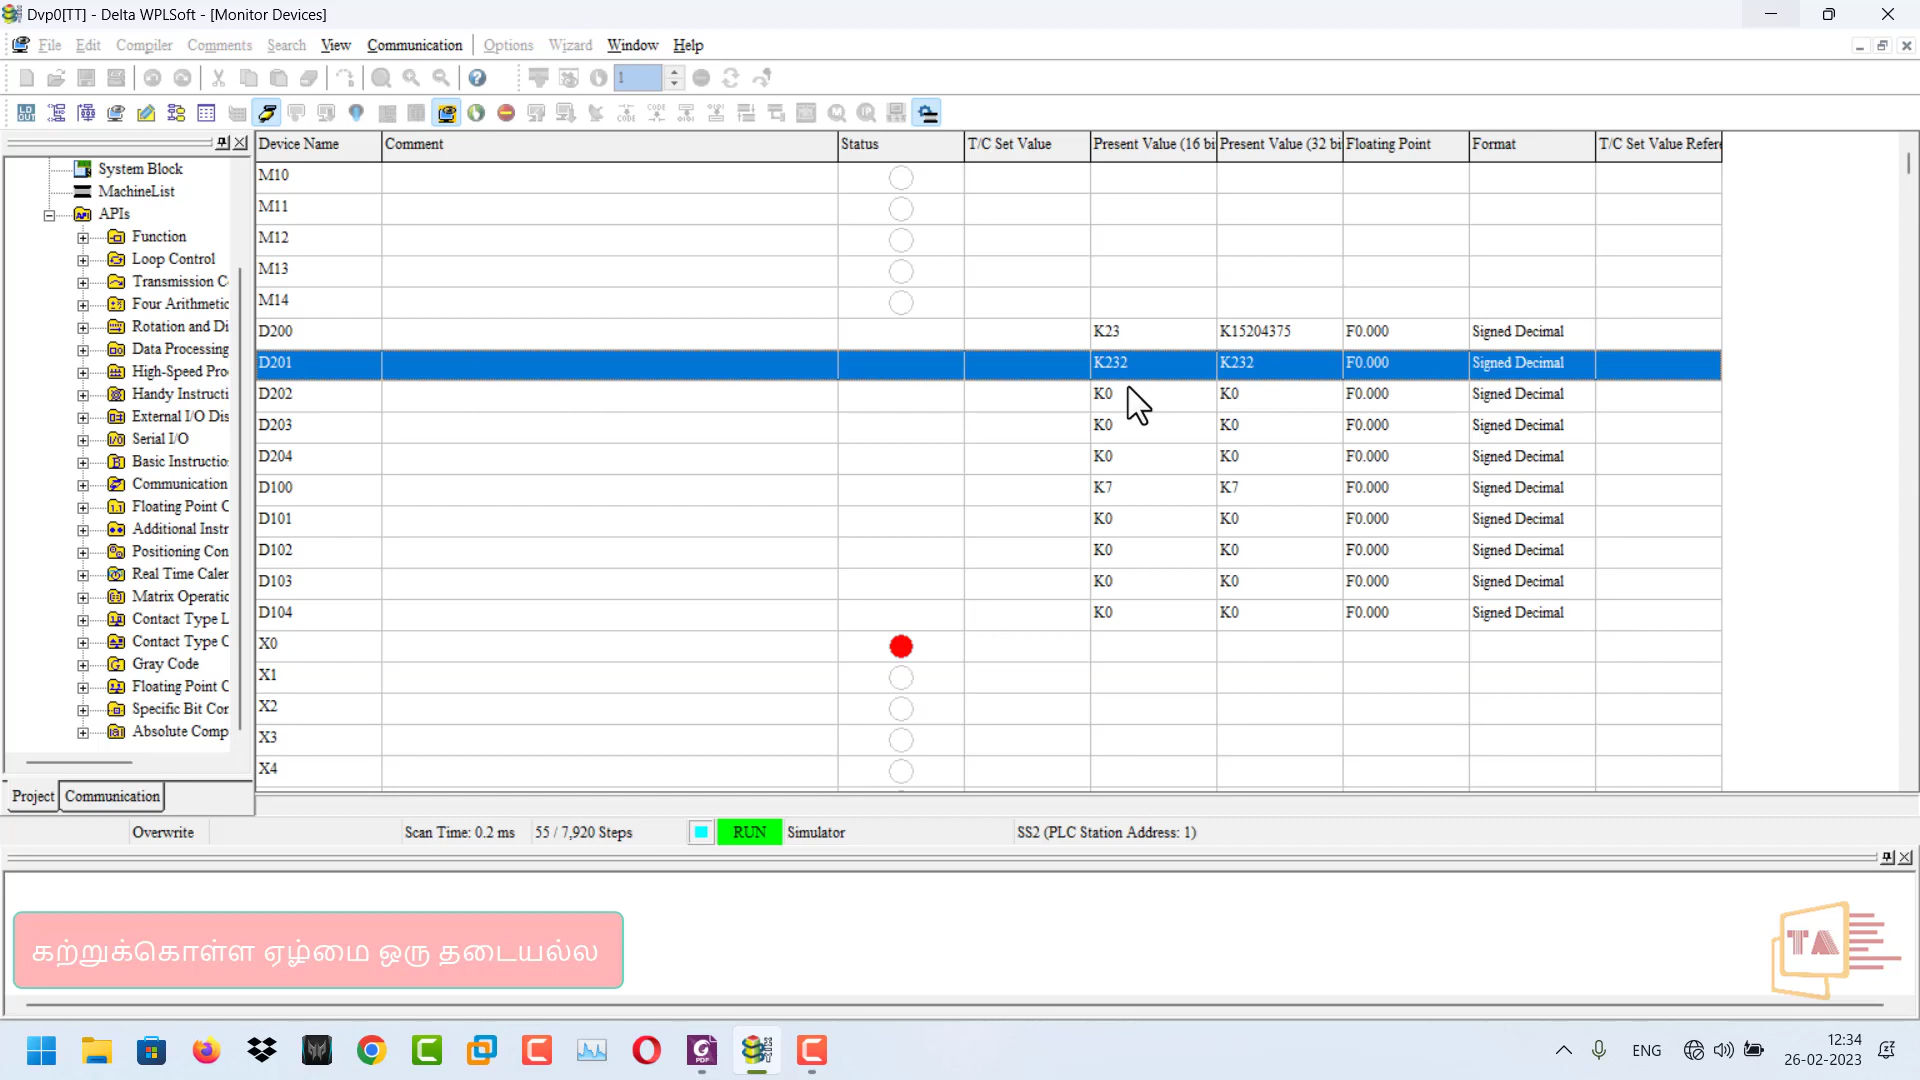 Dvp0[TT] - Delta WPLSoft - [Monitor Devices]
File Edit Compiler Comments Search View Communication Options Wizard Window Help
1
Device Name Comment Status T/C Set Value Present Value (16 bi Present Value (32 bi Floating Point Format T/C Set Value Refere
System Block
MachineList
APIs
Function
Loop Control
Transmission C
Four Arithmetic
Rotation and Di
Data Processing
High-Speed Pro
Handy Instructi
External I/O Dis
Serial I/O
Basic Instructio
Communication
Floating Point C
Additional Instr
Positioning Con
Real Time Caler
Matrix Operatic
Contact Type L
Contact Type C
Gray Code
Floating Point C
Specific Bit Cor
Absolute Comp
M10
M11
M12
M13
M14
D200 K23 K15204375 F0.000 Signed Decimal
D201 K232 K232 F0.000 Signed Decimal
D202 K0 K0 F0.000 Signed Decimal
D203 K0 K0 F0.000 Signed Decimal
D204 K0 K0 F0.000 Signed Decimal
D100 K7 K7 F0.000 Signed Decimal
D101 K0 K0 F0.000 Signed Decimal
D102 K0 K0 F0.000 Signed Decimal
D103 K0 K0 F0.000 Signed Decimal
D104 K0 K0 F0.000 Signed Decimal
X0
X1
X2
X3
X4
Project Communication
Overwrite Scan Time: 0.2 ms 55 / 7,920 Steps RUN Simulator SS2 (PLC Station Address: 1)
கற்றுக்கொள்ள ஏழ்மை ஒரு தடையல்ல
TA
ENG
12:34
26-02-2023